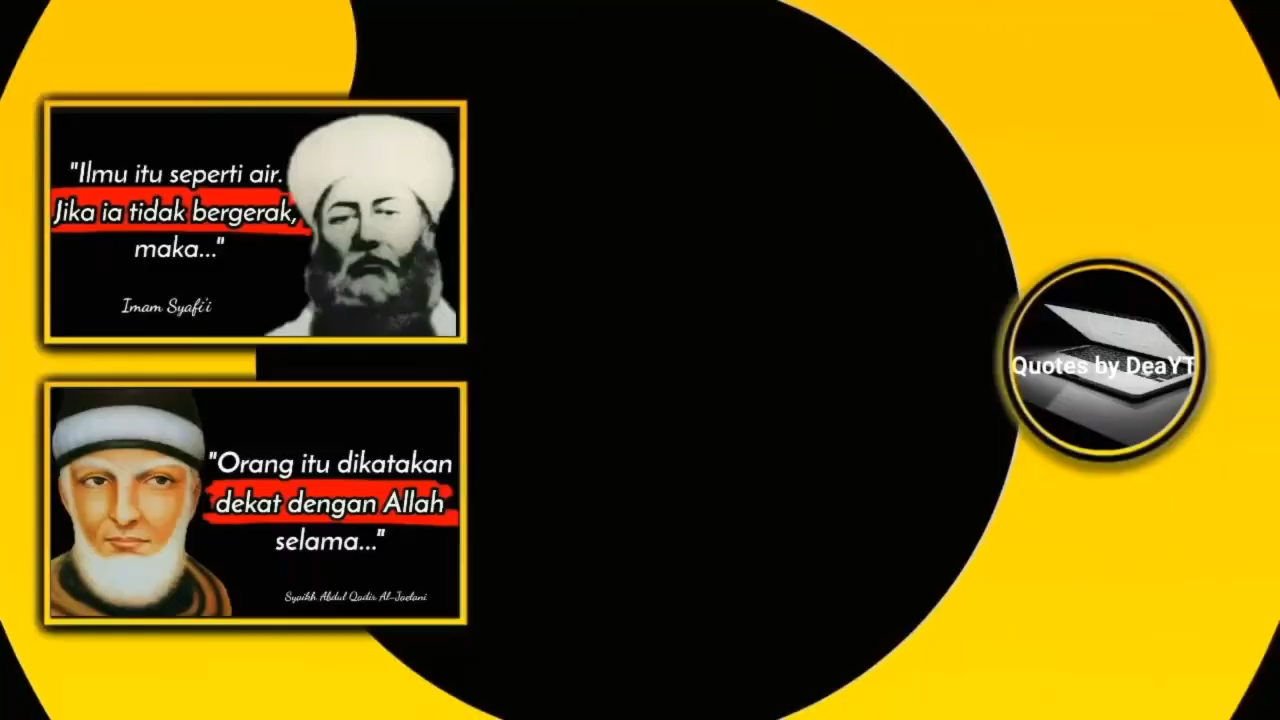 "Ilmu itu seperti air.
Jika ia tidak bergerak,
maka..."
Imam Syafi'i
"Orang itu dikatakan
dekat dengan Allah
selama..."
Syaikh Abdul Qadir Al-Jaelani
Quotes by DeaYT